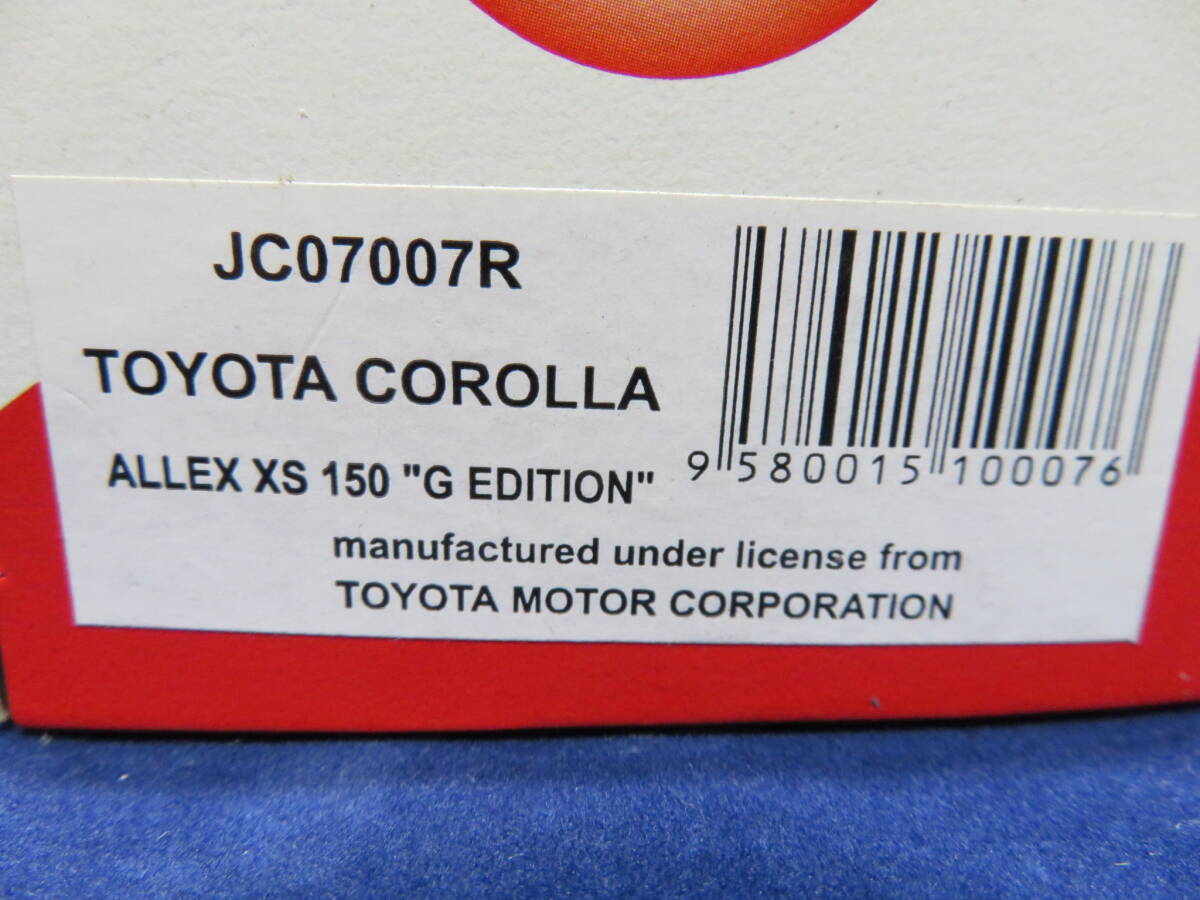 JC07007R
TOYOTA COROLLA
ALLEX XS 150 "G EDITION"
9 580015 100076
manufactured under license from
TOYOTA MOTOR CORPORATION